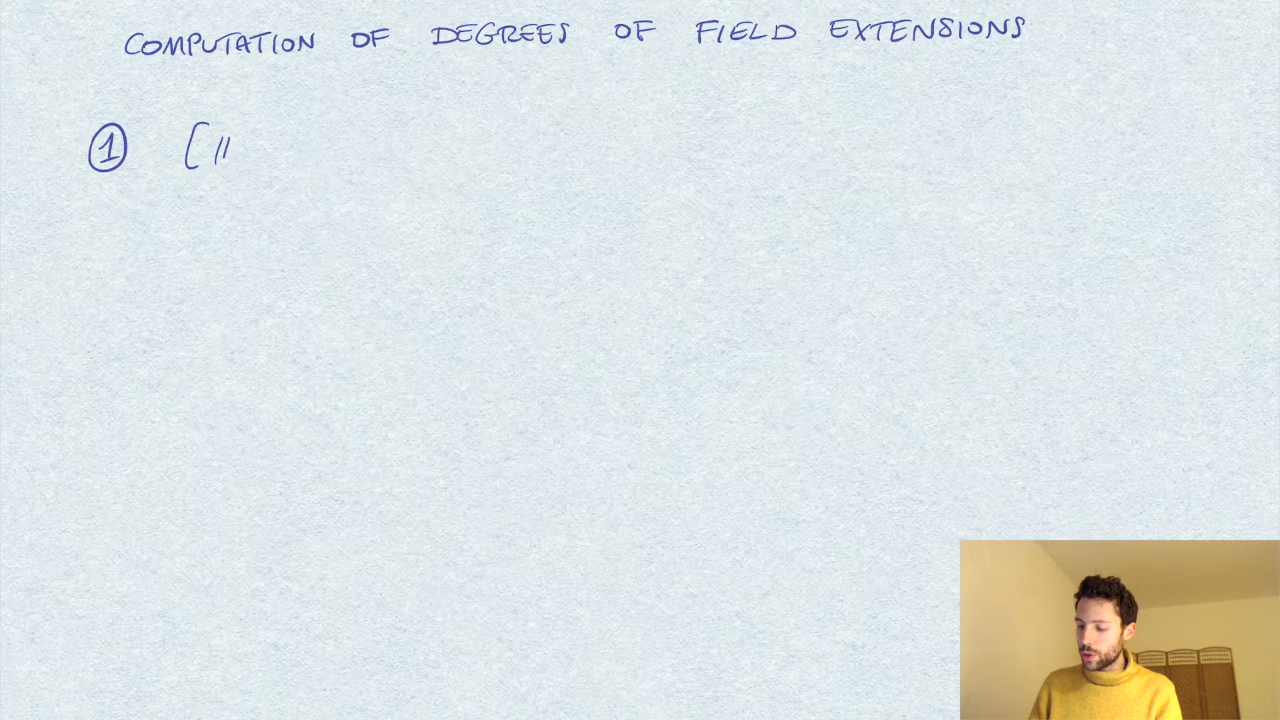 COMPUTATION OF DEGREES OF FIELD EXTENSIONS
① [